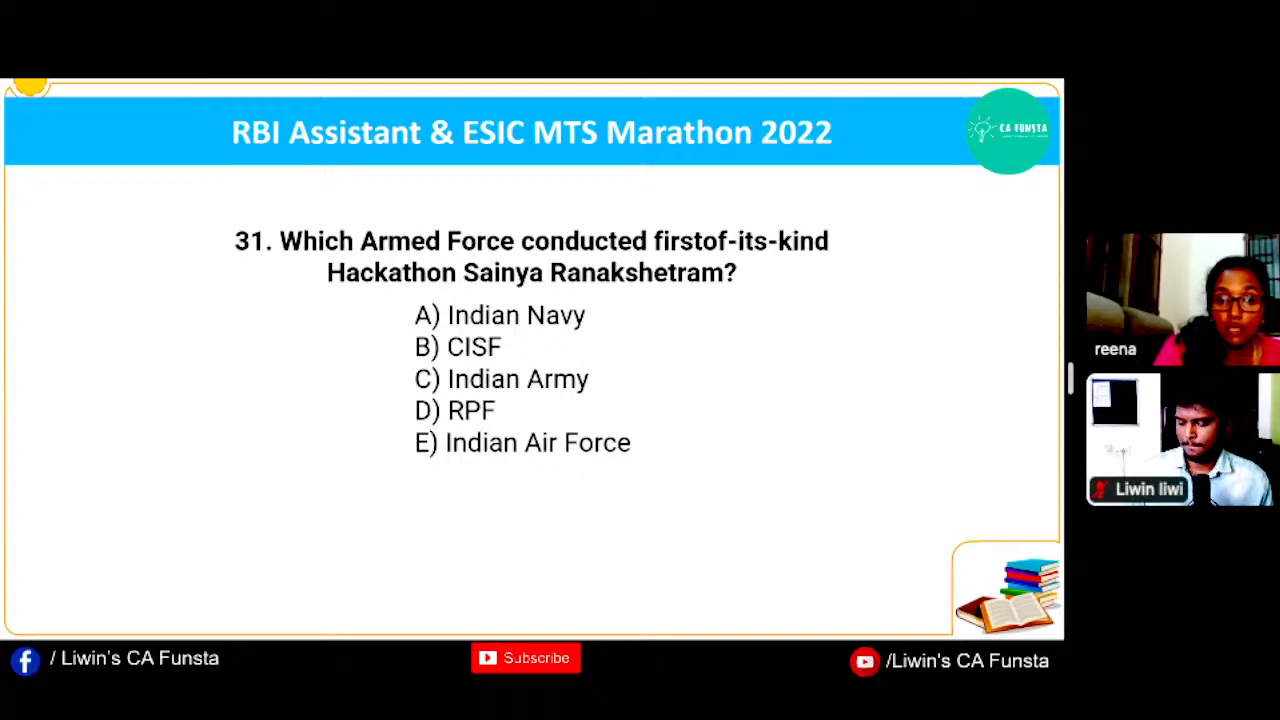 RBI Assistant & ESIC MTS Marathon 2022
CA FUNSTA
31. Which Armed Force conducted firstof-its-kind
Hackathon Sainya Ranakshetram?
A) Indian Navy
B) CISF
C) Indian Army
D) RPF
E) Indian Air Force
reena
Liwin liwi
/ Liwin's CA Funsta
Subscribe
/Liwin's CA Funsta